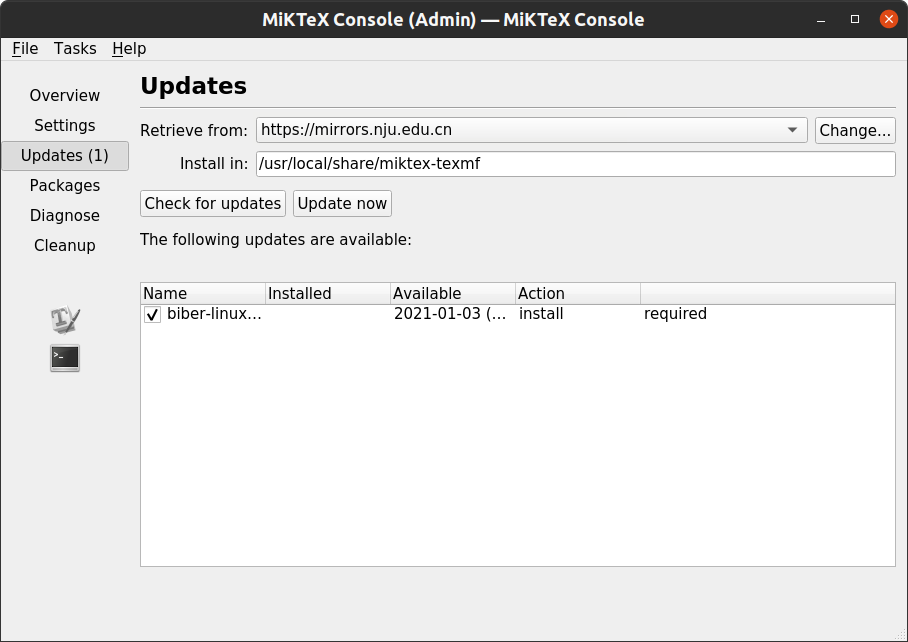 MiKTeX Console (Admin) — MiKTeX Console
File Tasks Help
Overview
Settings
Updates (1)
Packages
Diagnose
Cleanup
Updates
Retrieve from: https://mirrors.nju.edu.cn Change...
Install in: /usr/local/share/miktex-texmf
Check for updates Update now
The following updates are available:
Name Installed Available Action
biber-linux... 2021-01-03 (... install required